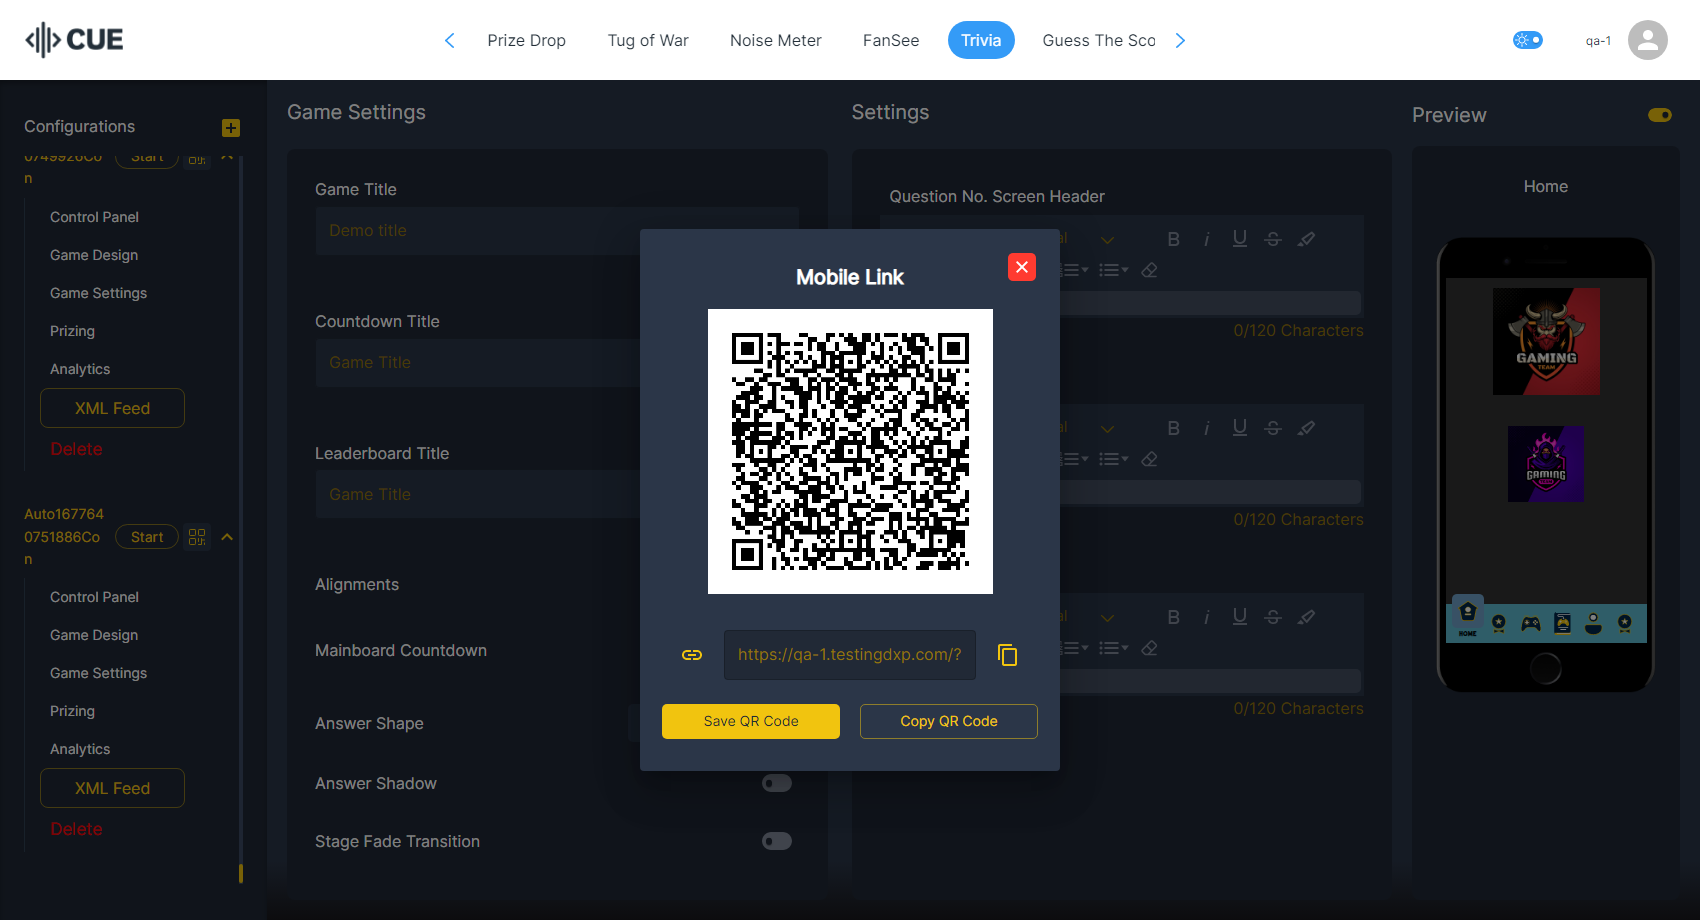 CUE
Prize Drop
Tug of War
Noise Meter
FanSee
Trivia
Guess The Sco
qa-1
Configurations
0749926Co
n
Start
Control Panel
Game Design
Game Settings
Prizing
Analytics
XML Feed
Delete
Auto167764
0751886Co
n
Start
Control Panel
Game Design
Game Settings
Prizing
Analytics
XML Feed
Delete
Game Settings
Game Title
Demo title
Countdown Title
Game Title
Leaderboard Title
Game Title
Alignments
Mainboard Countdown
Answer Shape
Answer Shadow
Stage Fade Transition
Settings
Question No. Screen Header
al
B i U S
0/120 Characters
al
B i U S
0/120 Characters
al
B i U S
0/120 Characters
Mobile Link
https://qa-1.testingdxp.com/?
Save QR Code
Copy QR Code
Preview
Home
GAMING
TEAM
GAMING
HOME